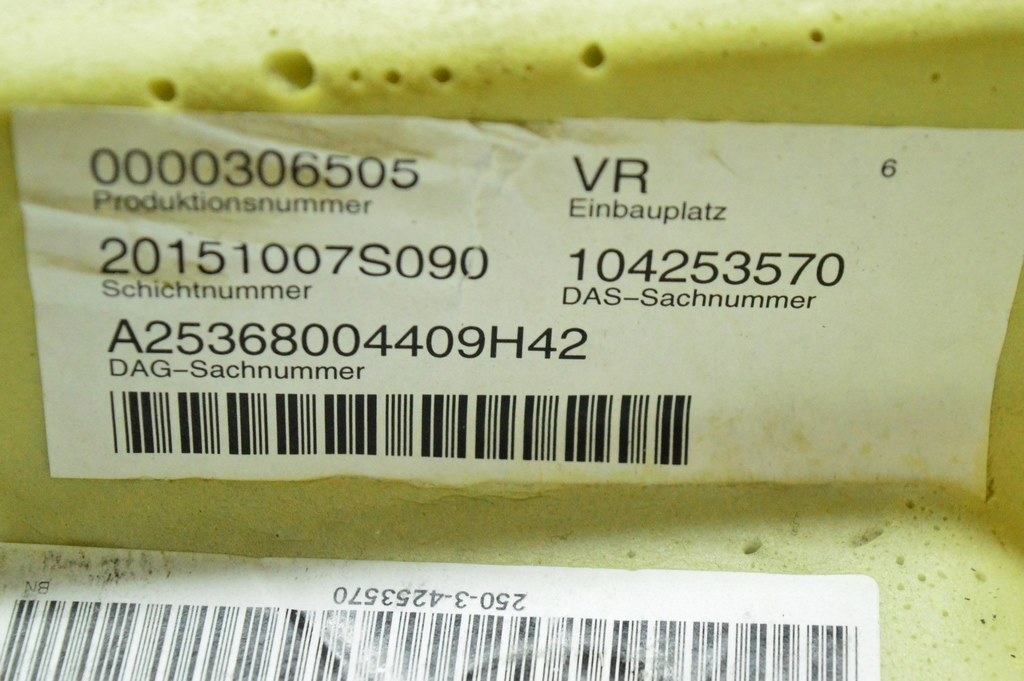 0000306505
Produktionsnummer
VR
Einbauplatz
6
20151007S090
Schichtnummer
104253570
DAS-Sachnummer
A25368004409H42
DAG-Sachnummer
250-3-4253570
BN